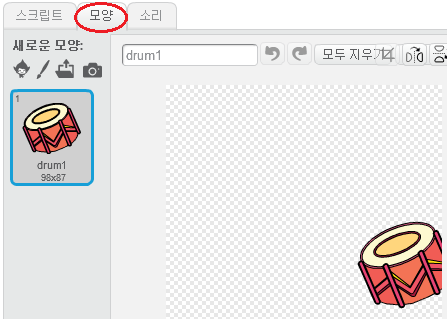 스크립트 모양 소리
새로운 모양:
drum1 모두 지우기
1
drum1
98x87